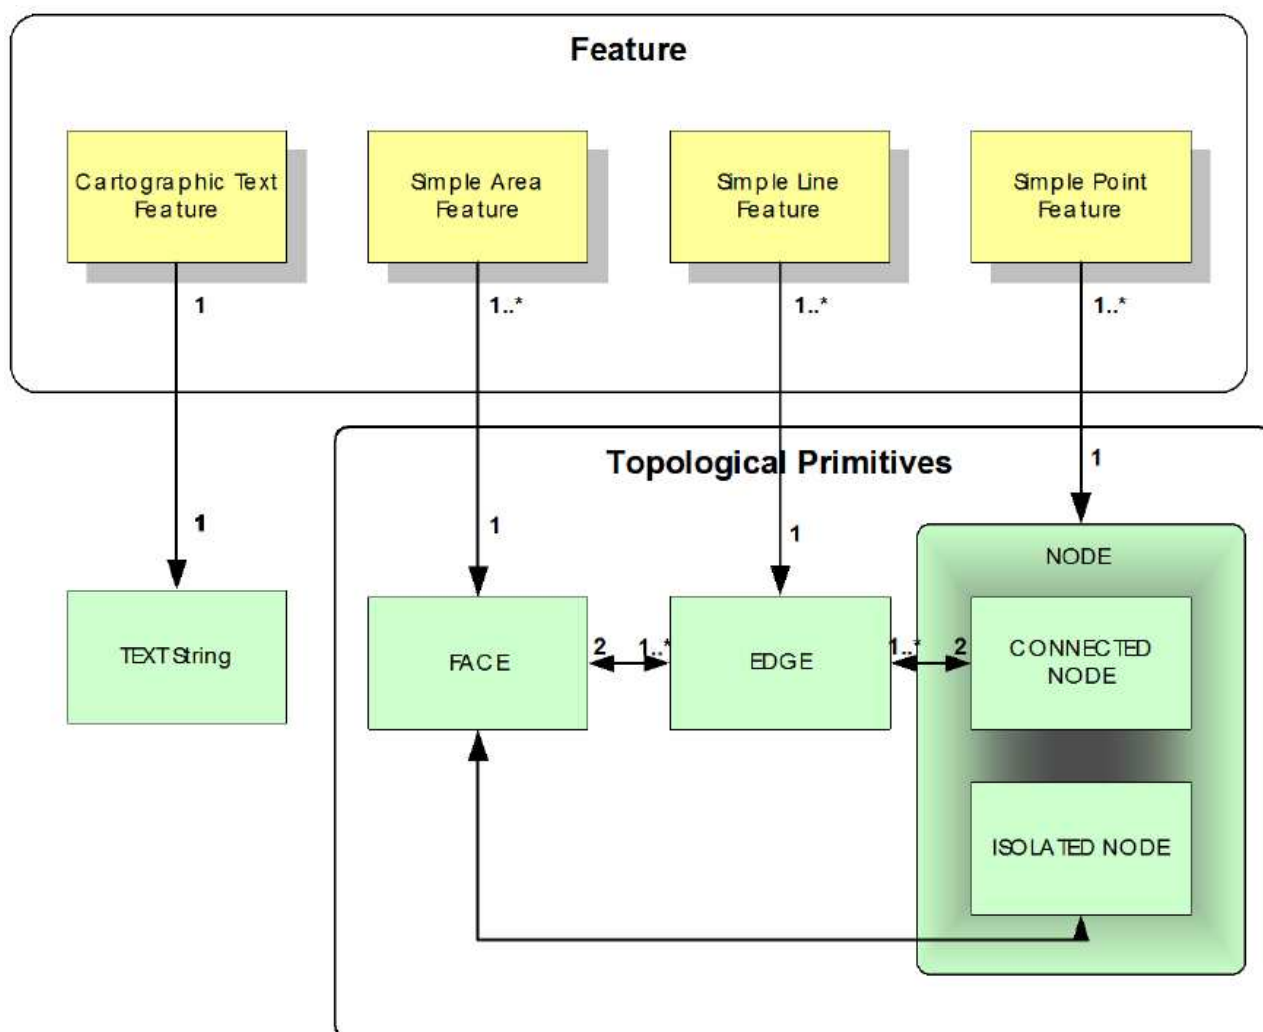 Feature
Cartographic Text
Feature
Simple Area
Feature
Simple Line
Feature
Simple Point
Feature
1
1..*
1..*
1..*
Topological Primitives
1
1
1
1
NODE
TEXT String
FACE
2
1..*
EDGE
1..*
2
CONNECTED
NODE
ISOLATED NODE